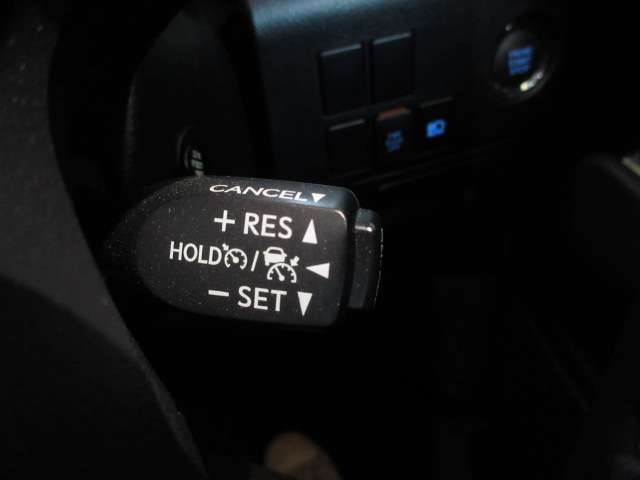 CANCEL▼
+ RES ▲
HOLD / ◄
− SET ▼